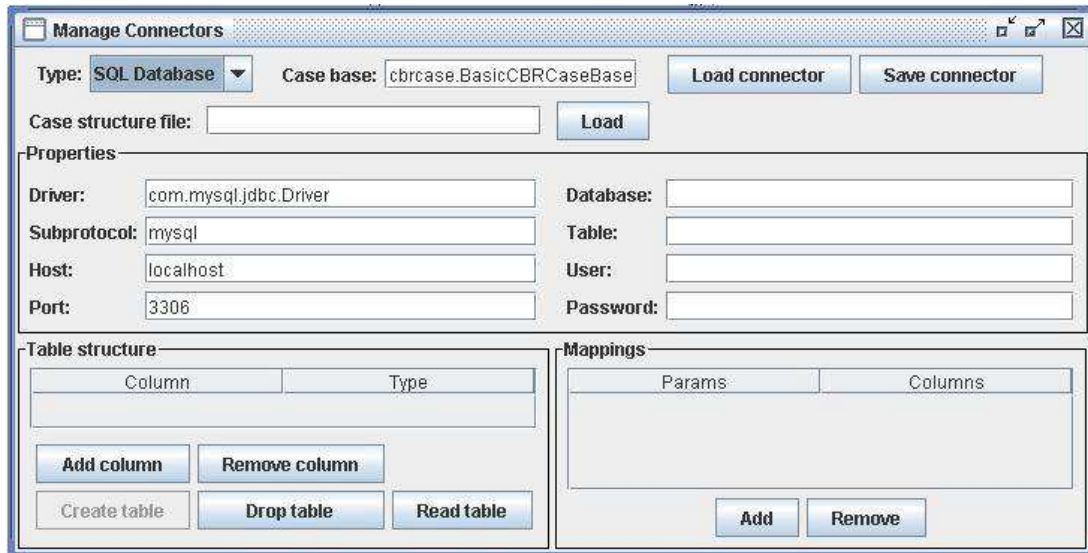 Manage Connectors
Type: SQL Database Case base: cbrcase.BasicCBRCaseBase Load connector Save connector
Case structure file: Load
Properties
Driver: com.mysql.jdbc.Driver Database:
Subprotocol: mysql Table:
Host: localhost User:
Port: 3306 Password:
Table structure Mappings
Column Type Params Columns
Add column Remove column
Create table Drop table Read table Add Remove